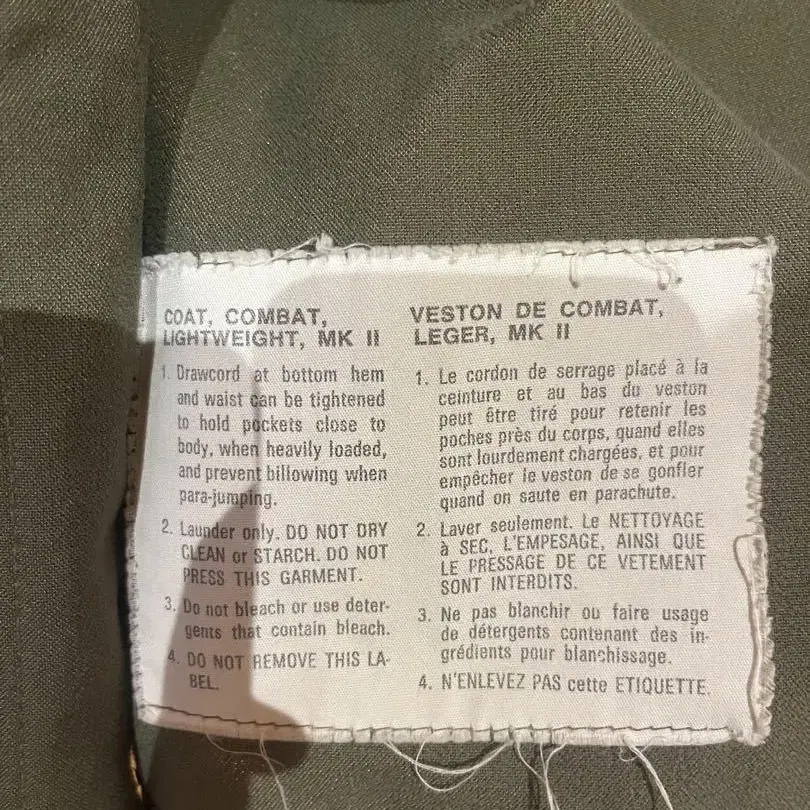 COAT, COMBAT,
LIGHTWEIGHT, MK II
1. Drawcord at bottom hem
and waist can be tightened
to hold pockets close to
body, when heavily loaded,
and prevent billowing when
para-jumping.
2. Launder only. DO NOT DRY
CLEAN or STARCH. DO NOT
PRESS THIS GARMENT.
3. Do not bleach or use deter-
gents that contain bleach.
4. DO NOT REMOVE THIS LA-
BEL.
VESTON DE COMBAT,
LEGER, MK II
1. Le cordon de serrage placé à la
ceinture et au bas du veston
peut être tiré pour retenir les
poches près du corps, quand elles
sont lourdement chargées, et pour
empêcher le veston de se gonfler
quand on saute en parachute.
2. Laver seulement. Le NETTOYAGE
à SEC, L'EMPESAGE, AINSI QUE
LE PRESSAGE DE CE VETEMENT
SONT INTERDITS.
3. Ne pas blanchir ou faire usage
de détergents contenant des in-
grédients pour blanchissage.
4. N'ENLEVEZ PAS cette ETIQUETTE.